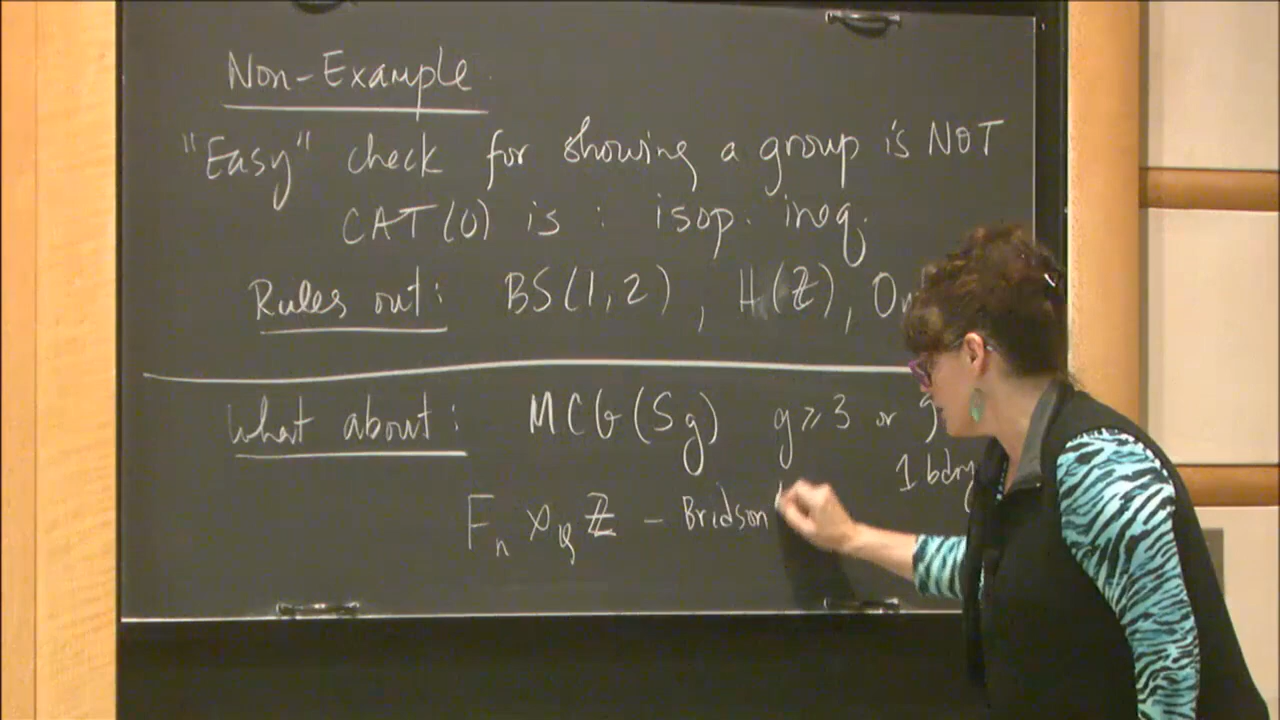 Non-Example
"Easy" check for showing a group is NOT
CAT(0) is : isop. ineq.
Rules out: BS(1,2), H(ℤ),
What about: MCG(Sg) g ≥ 3 or g
1 bdry
Fₙ ⋊φ ℤ - Bridson